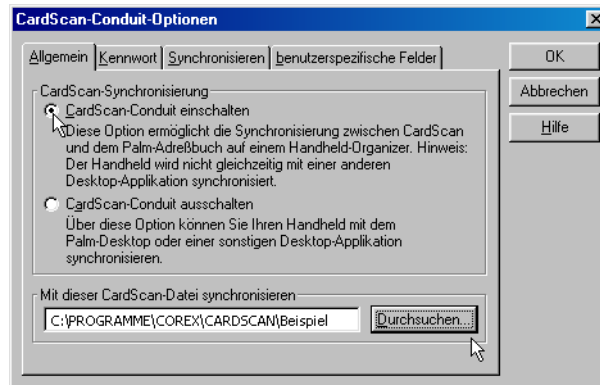 CardScan-Conduit-Optionen
Allgemein Kennwort Synchronisieren benutzerspezifische Felder
OK
Abbrechen
Hilfe
CardScan-Synchronisierung
CardScan-Conduit einschalten
Diese Option ermöglicht die Synchronisierung zwischen CardScan
und dem Palm-Adreßbuch auf einem Handheld-Organizer. Hinweis:
Der Handheld wird nicht gleichzeitig mit einer anderen
Desktop-Applikation synchronisiert.
CardScan-Conduit ausschalten
Über diese Option können Sie Ihren Handheld mit dem
Palm-Desktop oder einer sonstigen Desktop-Applikation
synchronisieren.
Mit dieser CardScan-Datei synchronisieren
C:\PROGRAMME\COREX\CARDSCAN\Beispiel
Durchsuchen...